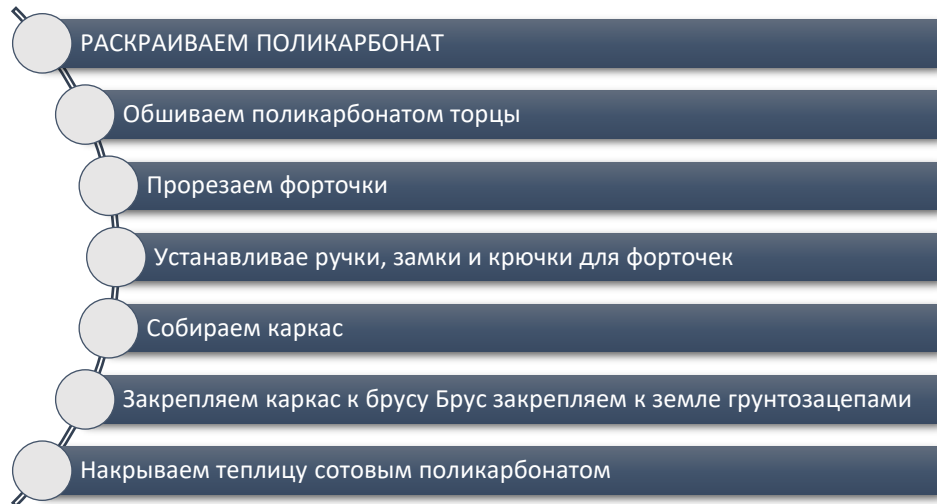 РАСКРАИВАЕМ ПОЛИКАРБОНАТ
Обшиваем поликарбонатом торцы
Прорезаем форточки
Устанавливае ручки, замки и крючки для форточек
Собираем каркас
Закрепляем каркас к брусу Брус закрепляем к земле грунтозацепами
Накрываем теплицу сотовым поликарбонатом